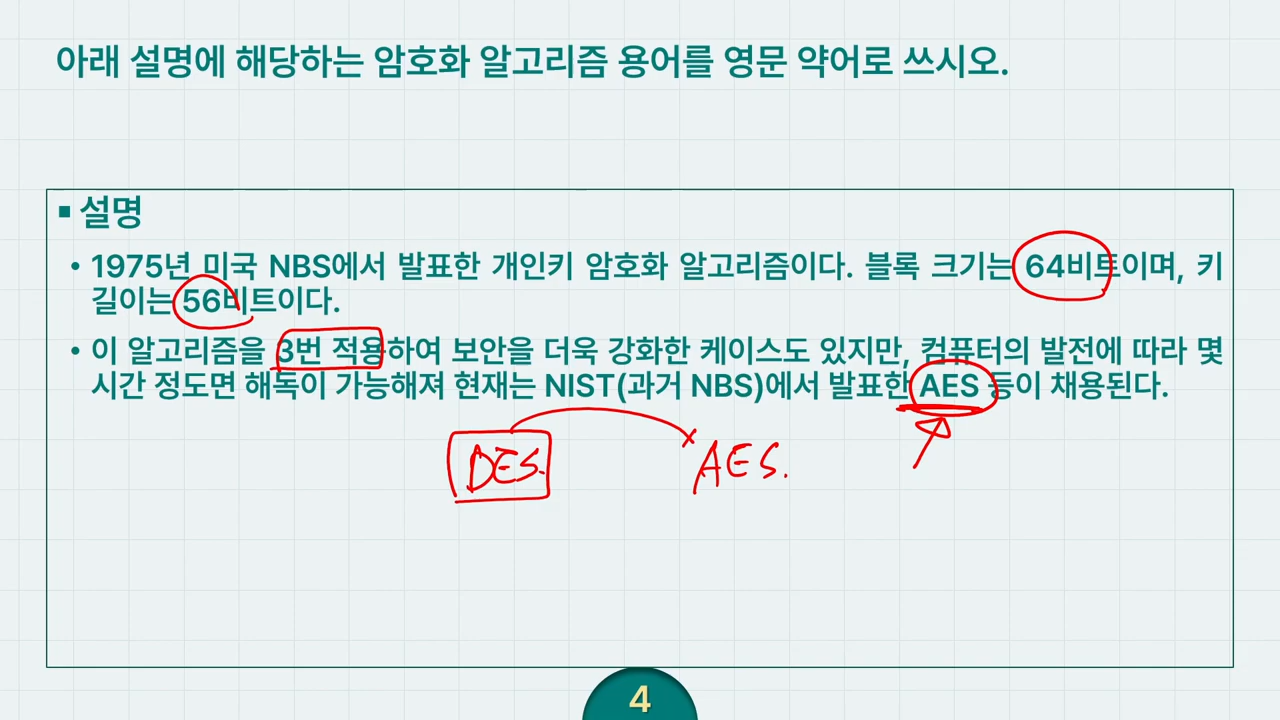 아래 설명에 해당하는 암호화 알고리즘 용어를 영문 약어로 쓰시오.
▪ 설명
• 1975년 미국 NBS에서 발표한 개인키 암호화 알고리즘이다. 블록 크기는 64비트이며, 키
길이는 56비트이다.
• 이 알고리즘을 3번 적용하여 보안을 더욱 강화한 케이스도 있지만, 컴퓨터의 발전에 따라 몇
시간 정도면 해독이 가능해져 현재는 NIST(과거 NBS)에서 발표한 AES 등이 채용된다.
DES. AES.
4